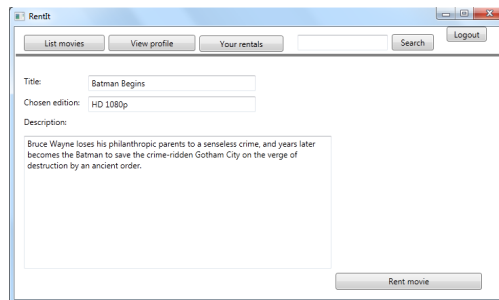 RentIt
List movies View profile Your rentals Search Logout
Title: Batman Begins
Chosen edition: HD 1080p
Description:
Bruce Wayne loses his philanthropic parents to a senseless crime, and years later
becomes the Batman to save the crime-ridden Gotham City on the verge of
destruction by an ancient order.
Rent movie